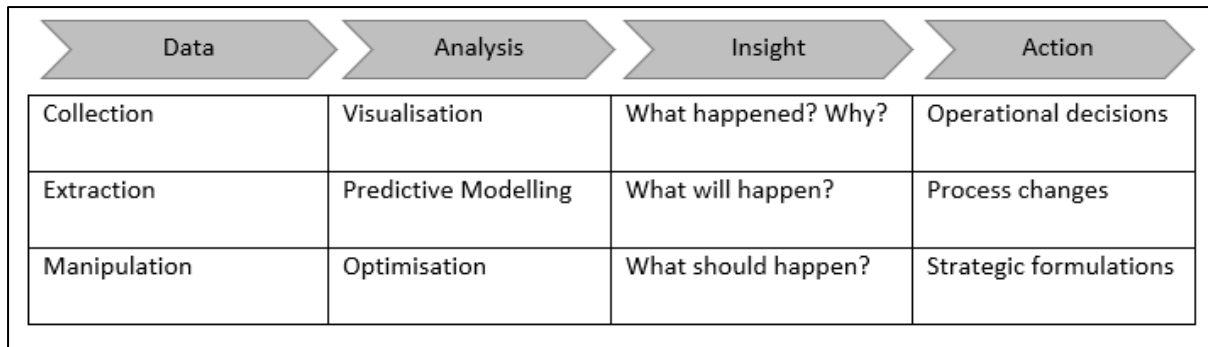 Data
Analysis
Insight
Action
Collection
Visualisation
What happened? Why?
Operational decisions
Extraction
Predictive Modelling
What will happen?
Process changes
Manipulation
Optimisation
What should happen?
Strategic formulations